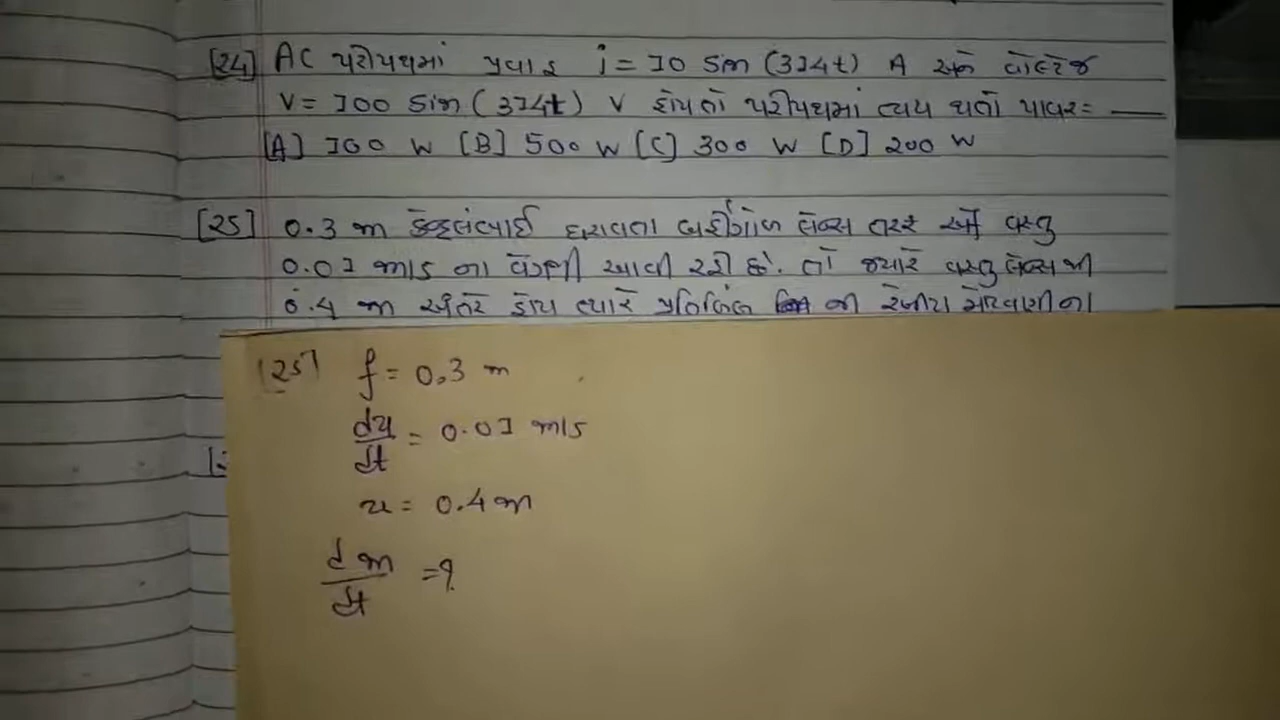 [24] AC પરીપથમાં પ્રવાહ i = 10 sin (314t) A અને વોલ્ટેજ
V = 100 sin (314t) V હોયતો પરીપથમાં વ્યય થતો પાવર = ___
[A] 100 W [B] 500 W [C] 300 W [D] 200 W
[25] 0.3 m કેન્દ્રલંબાઈ ધરાવતા બહીર્ગોળ લેન્સ તરફ એક વસ્તુ
0.01 m/s ના વેગથી આવી રહી છે. તો જ્યારે વસ્તુ લેન્સથી
0.4 m અંતરે હોય ત્યારે પ્રતિબિંબ ની રેખીય મોટવણીના
[25] f = 0.3 m
du/dt = 0.01 m/s
u = 0.4 m
dm/dt = ?